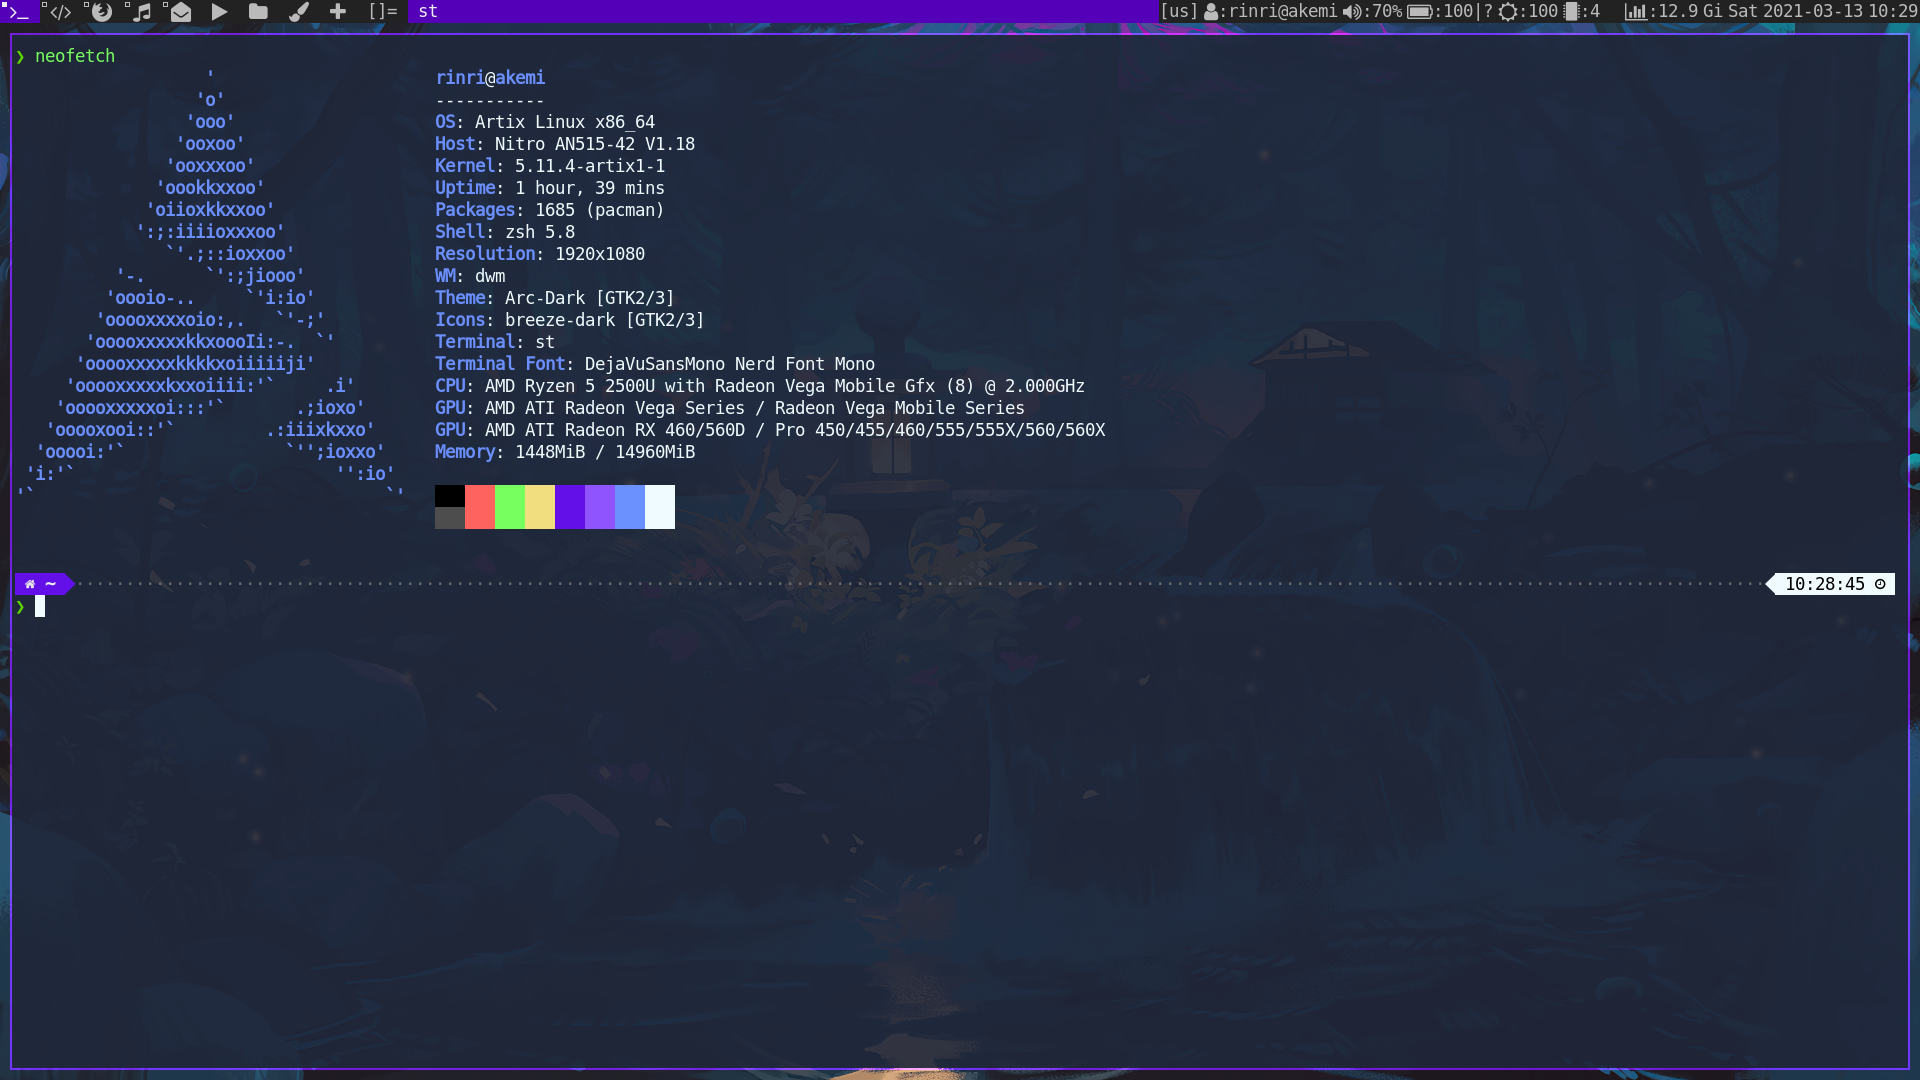 >_ </> []= st [us] :rinri@akemi :70% :100|? :100 :4 :12.9 Gi Sat 2021-03-13 10:29
❯ neofetch
' rinri@akemi
'o' -----------
'ooo' OS: Artix Linux x86_64
'ooxoo' Host: Nitro AN515-42 V1.18
'ooxxxoo' Kernel: 5.11.4-artix1-1
'oookkxxoo' Uptime: 1 hour, 39 mins
'oiioxkkxxoo' Packages: 1685 (pacman)
':;:iiiioxxxoo' Shell: zsh 5.8
`'.;::ioxxoo' Resolution: 1920x1080
'-. `':;jiooo' WM: dwm
'oooio-.. `'i:io' Theme: Arc-Dark [GTK2/3]
'ooooxxxxoio:,. `'-;' Icons: breeze-dark [GTK2/3]
'ooooxxxxxkkxoooIi:-. `' Terminal: st
'ooooxxxxxkkkkxoiiiiiji' Terminal Font: DejaVuSansMono Nerd Font Mono
'ooooxxxxxkxxoiiii:'` .i' CPU: AMD Ryzen 5 2500U with Radeon Vega Mobile Gfx (8) @ 2.000GHz
'ooooxxxxxoi:::'` .;ioxo' GPU: AMD ATI Radeon Vega Series / Radeon Vega Mobile Series
'ooooxooi::'` .:iiixkxxo' GPU: AMD ATI Radeon RX 460/560D / Pro 450/455/460/555/555X/560/560X
'ooooi:'` `'';ioxxo' Memory: 1448MiB / 14960MiB
'i:'` '':io'
'` `'
~ 10:28:45
❯